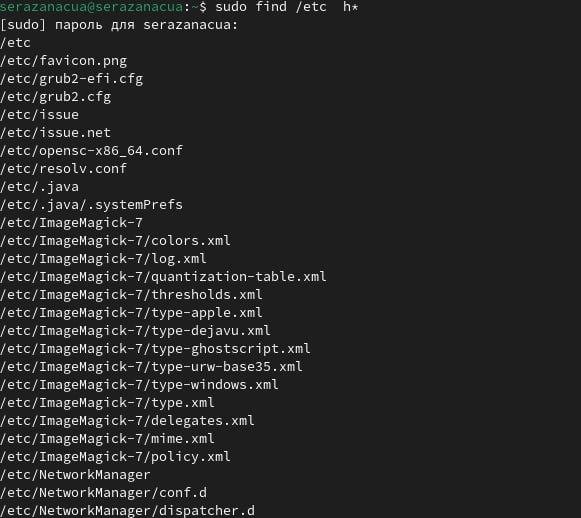 serazanacua@serazanacua:~$ sudo find /etc  h*
[sudo] пароль для serazanacua:
/etc
/etc/favicon.png
/etc/grub2-efi.cfg
/etc/grub2.cfg
/etc/issue
/etc/issue.net
/etc/opensc-x86_64.conf
/etc/resolv.conf
/etc/.java
/etc/.java/.systemPrefs
/etc/ImageMagick-7
/etc/ImageMagick-7/colors.xml
/etc/ImageMagick-7/log.xml
/etc/ImageMagick-7/quantization-table.xml
/etc/ImageMagick-7/thresholds.xml
/etc/ImageMagick-7/type-apple.xml
/etc/ImageMagick-7/type-dejavu.xml
/etc/ImageMagick-7/type-ghostscript.xml
/etc/ImageMagick-7/type-urw-base35.xml
/etc/ImageMagick-7/type-windows.xml
/etc/ImageMagick-7/type.xml
/etc/ImageMagick-7/delegates.xml
/etc/ImageMagick-7/mime.xml
/etc/ImageMagick-7/policy.xml
/etc/NetworkManager
/etc/NetworkManager/conf.d
/etc/NetworkManager/dispatcher.d